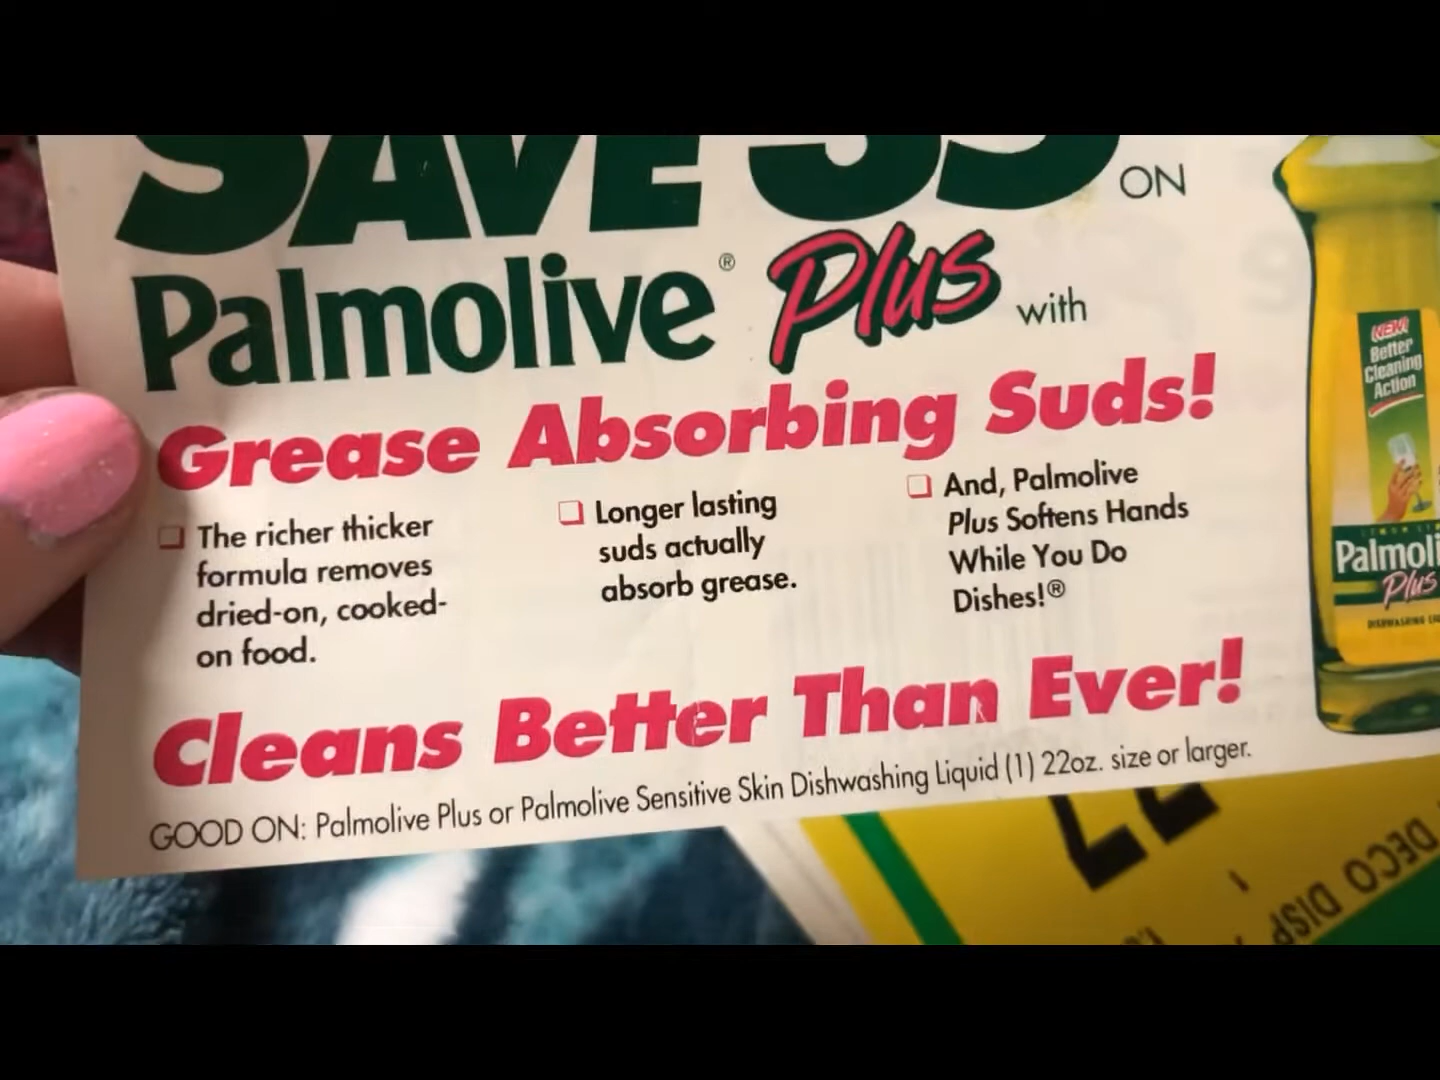 SAVE
ON
Palmolive® Plus with
Grease Absorbing Suds!
❑ The richer thicker
formula removes
dried-on, cooked-
on food.
❑ Longer lasting
suds actually
absorb grease.
❑ And, Palmolive
Plus Softens Hands
While You Do
Dishes!®
Cleans Better Than Ever!
GOOD ON: Palmolive Plus or Palmolive Sensitive Skin Dishwashing Liquid (1) 22oz. size or larger.
NEW!
Better
Cleaning
Action
Palmoli
Plus
DECO DISP